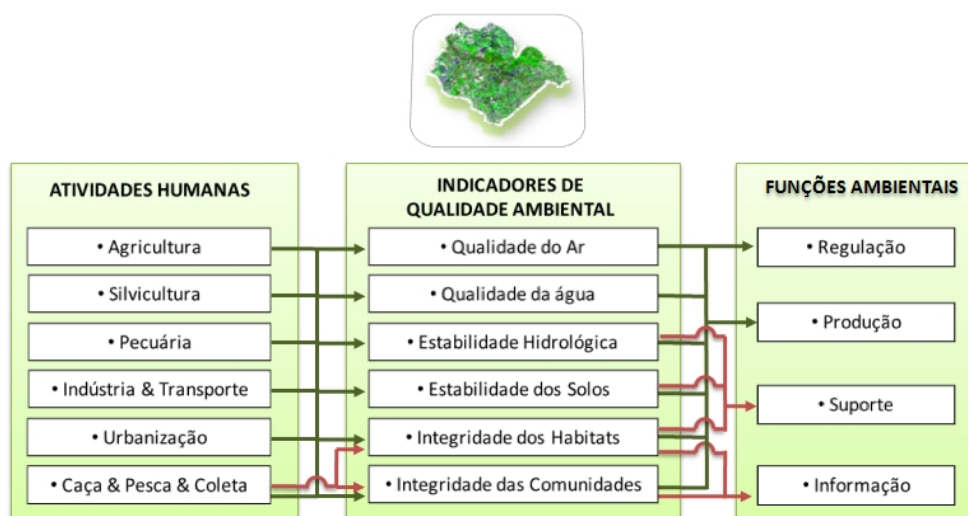 ATIVIDADES HUMANAS
• Agricultura
• Silvicultura
• Pecuária
• Indústria & Transporte
• Urbanização
• Caça & Pesca & Coleta
INDICADORES DE
QUALIDADE AMBIENTAL
• Qualidade do Ar
• Qualidade da água
• Estabilidade Hidrológica
• Estabilidade dos Solos
• Integridade dos Habitats
• Integridade das Comunidades
FUNÇÕES AMBIENTAIS
• Regulação
• Produção
• Suporte
• Informação